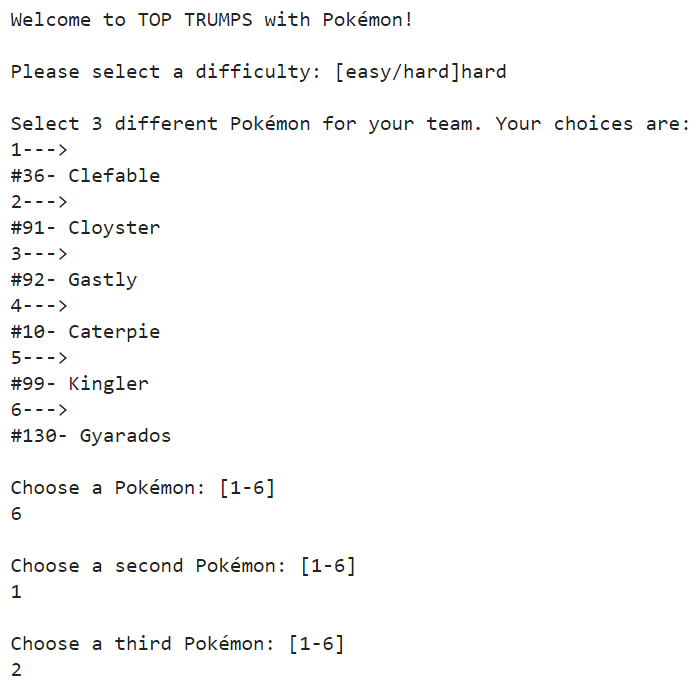 Welcome to TOP TRUMPS with Pokémon!
Please select a difficulty: [easy/hard]hard
Select 3 different Pokémon for your team. Your choices are:
1--->
#36- Clefable
2--->
#91- Cloyster
3--->
#92- Gastly
4--->
#10- Caterpie
5--->
#99- Kingler
6--->
#130- Gyarados
Choose a Pokémon: [1-6]
6
Choose a second Pokémon: [1-6]
1
Choose a third Pokémon: [1-6]
2